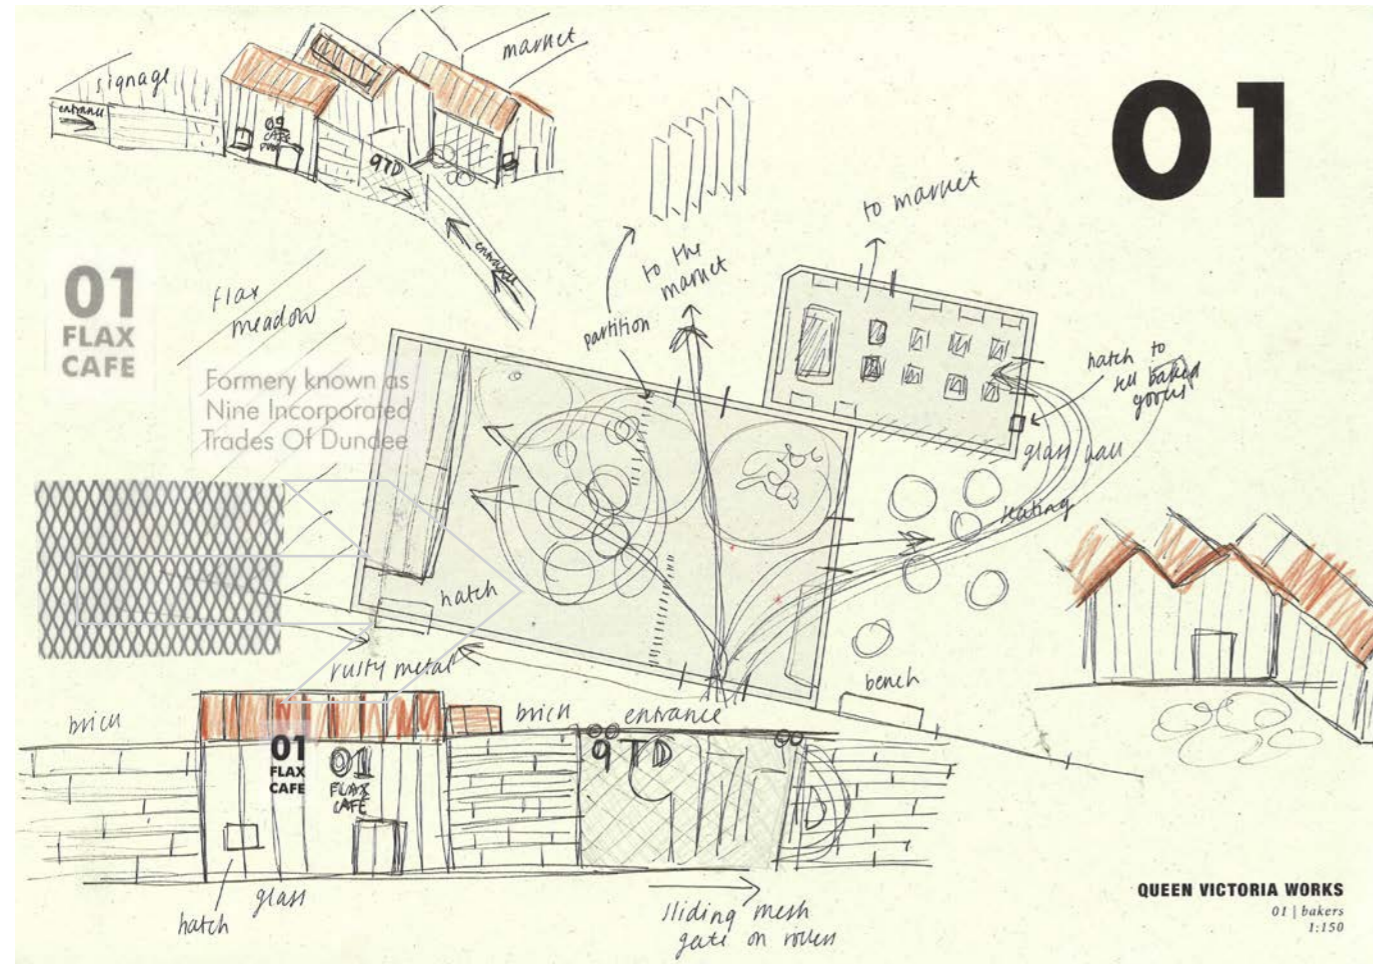 market
signage
entrance
09
CAFE
9TD
entrance
01
to market
to the
market
partition
01
FLAX
CAFE
flax
meadow
Formery known as
Nine Incorporated
Trades Of Dundee
hatch to
sell baked
goods
glass wall
seating
hatch
rusty metal
bench
brick
brick
entrance
01
FLAX
CAFE
01
FLAX
CAFE
9TD
glass
hatch
sliding mesh
gate on rollers
QUEEN VICTORIA WORKS
01 | bakers
1:150